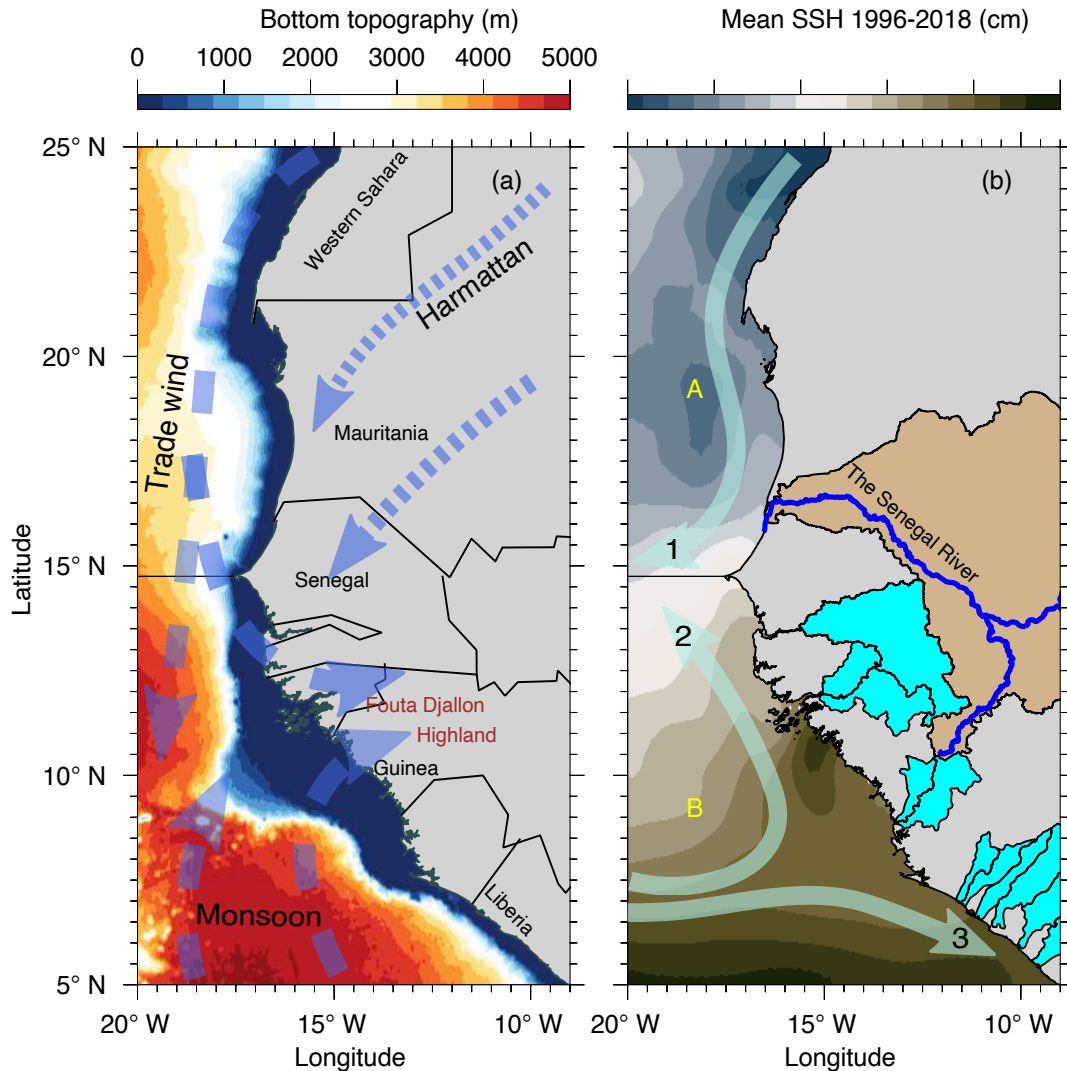 Bottom topography (m)
0 1000 2000 3000 4000 5000
Mean SSH 1996-2018 (cm)
25° N
20° N
15° N
10° N
5° N
Latitude
20° W 15° W 10° W
Longitude
(a)
Western Sahara
Harmattan
Trade wind
Mauritania
Senegal
Fouta Djallon
Highland
Guinea
Monsoon
Liberia
(b)
A
The Senegal River
1
2
B
3
20° W 15° W 10° W
Longitude